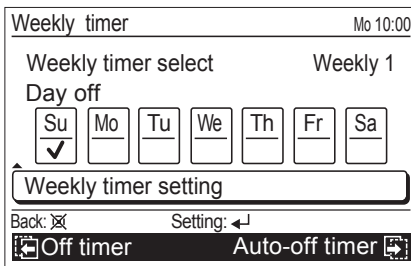 Weekly timer Mo 10:00
Weekly timer select Weekly 1
Day off
Su Mo Tu We Th Fr Sa
Weekly timer setting
Back: Setting:
Off timer Auto-off timer